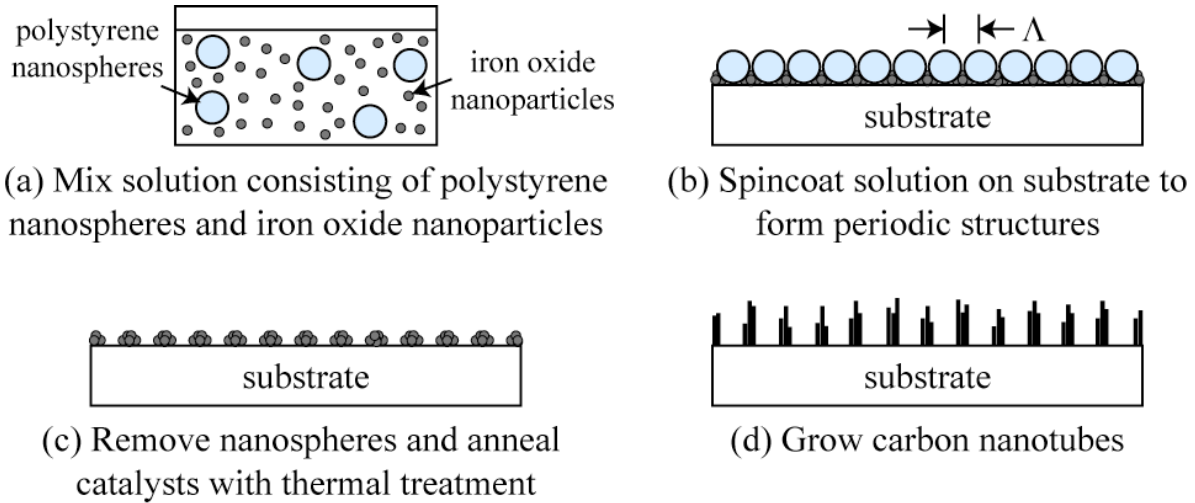 polystyrene
nanospheres
iron oxide
nanoparticles
(a) Mix solution consisting of polystyrene
nanospheres and iron oxide nanoparticles
Λ
substrate
(b) Spincoat solution on substrate to
form periodic structures
substrate
(c) Remove nanospheres and anneal
catalysts with thermal treatment
substrate
(d) Grow carbon nanotubes